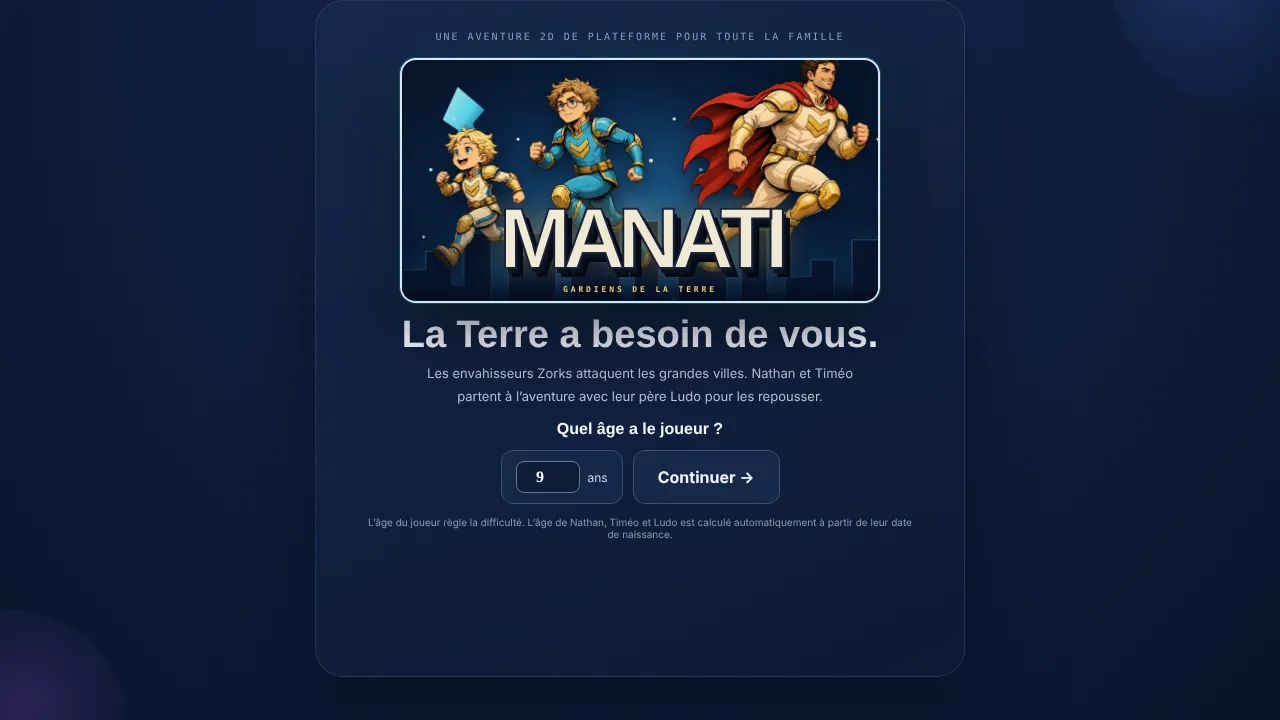 UNE AVENTURE 2D DE PLATEFORME POUR TOUTE LA FAMILLE
MANATI
GARDIENS DE LA TERRE
La Terre a besoin de vous.
Les envahisseurs Zorks attaquent les grandes villes. Nathan et Timéo
partent à l’aventure avec leur père Ludo pour les repousser.
Quel âge a le joueur ?
9 ans
Continuer →
L’âge du joueur règle la difficulté. L’âge de Nathan, Timéo et Ludo est calculé automatiquement à partir de leur date
de naissance.